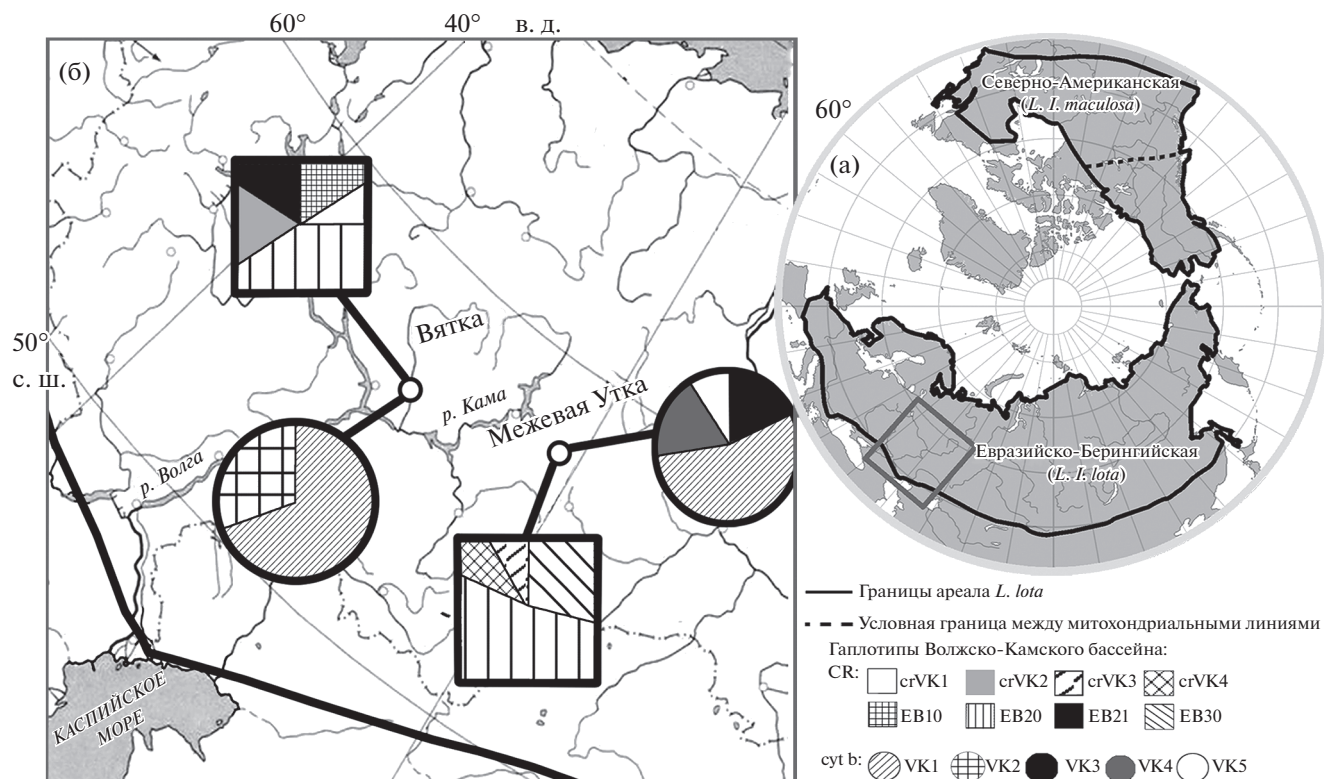 60°
40°
в. д.
(б)
50°
с. ш.
Вятка
р. Кама
Межевая Утка
р. Волга
КАСПИЙСКОЕ
МОРЕ
60°
(а)
Северно-Американская
(L. l. maculosa)
Евразийско-Берингийская
(L. l. lota)
Границы ареала L. lota
Условная граница между митохондриальными линиями
Гаплотипы Волжско-Камского бассейна:
CR: crVK1 crVK2 crVK3 crVK4
EB10 EB20 EB21 EB30
cyt b: VK1 VK2 VK3 VK4 VK5